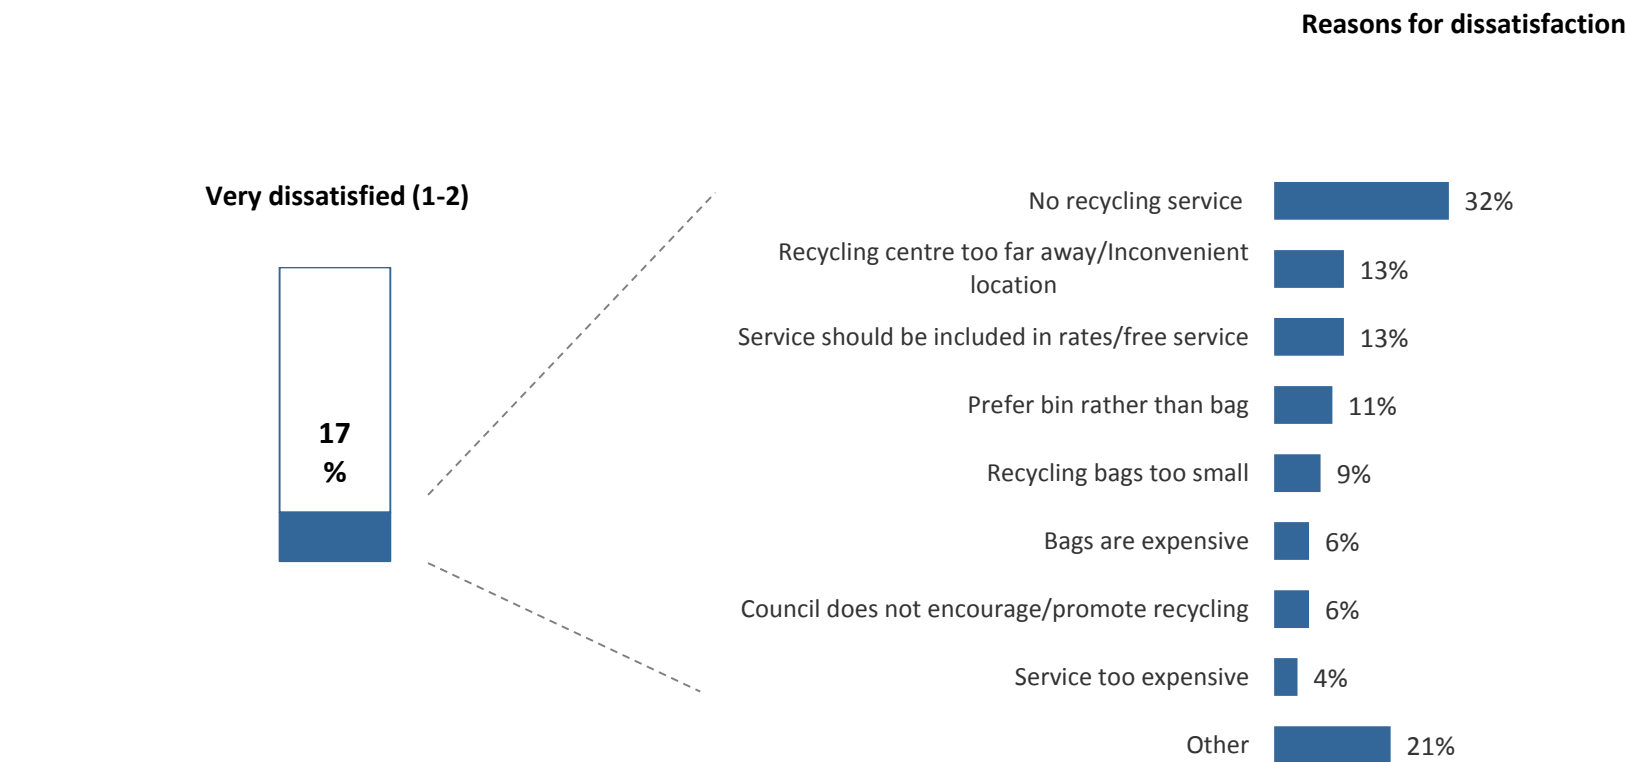 Reasons for dissatisfaction
Very dissatisfied (1-2)
17
%
No recycling service 32%
Recycling centre too far away/Inconvenient
location 13%
Service should be included in rates/free service 13%
Prefer bin rather than bag 11%
Recycling bags too small 9%
Bags are expensive 6%
Council does not encourage/promote recycling 6%
Service too expensive 4%
Other 21%